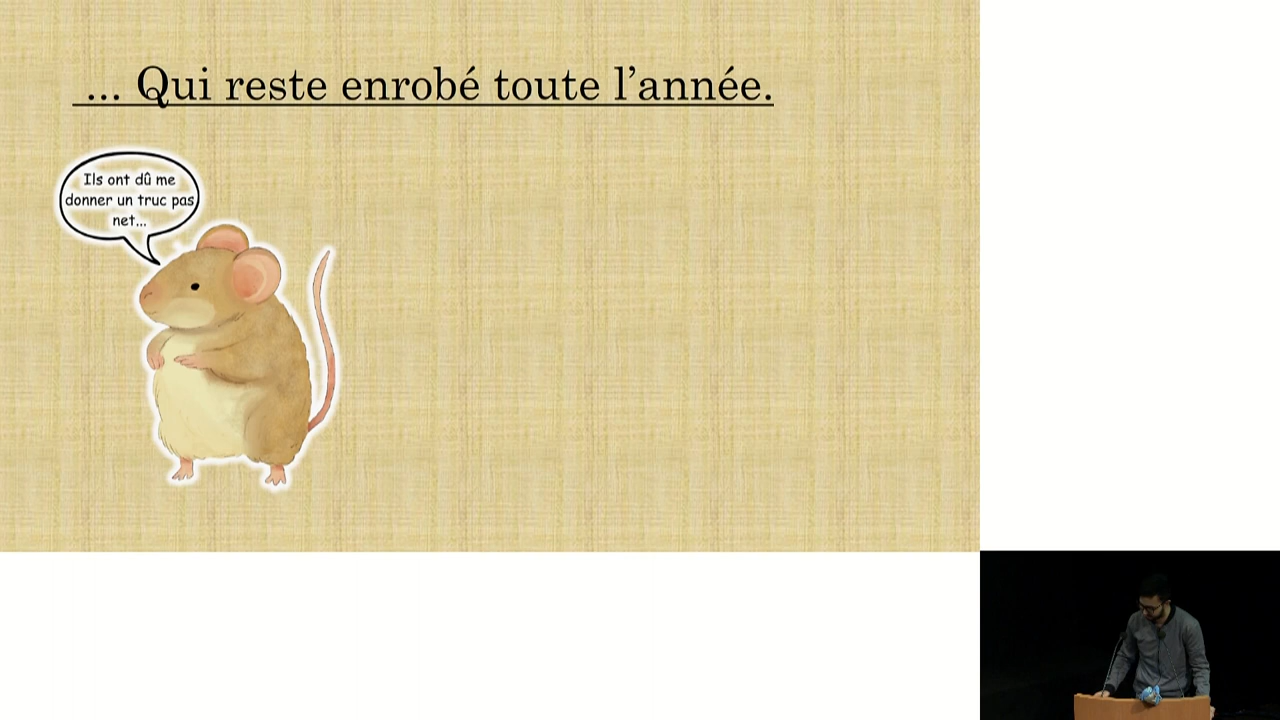 ... Qui reste enrobé toute l’année.
Ils ont dû me
donner un truc pas
net...